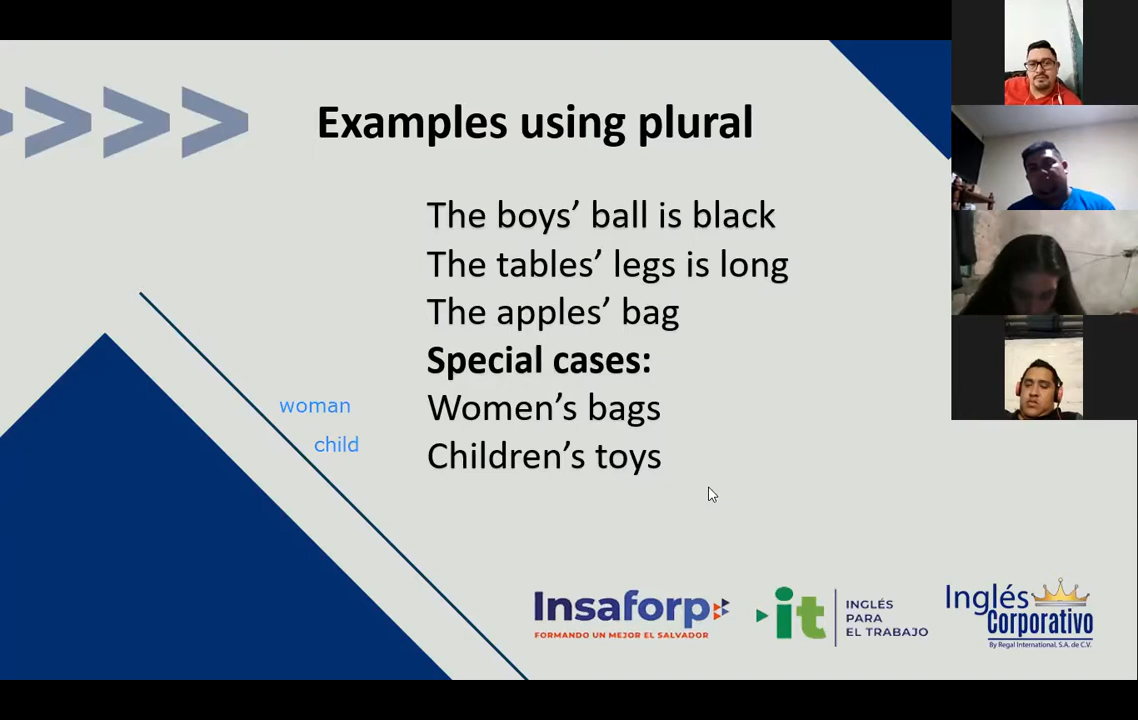 Examples using plural
The boys’ ball is black
The tables’ legs is long
The apples’ bag
Special cases:
woman
Women’s bags
child
Children’s toys
Insaforp
FORMANDO UN MEJOR EL SALVADOR
it
INGLÉS
PARA
EL TRABAJO
Inglés
Corporativo
By Regal International, S.A. de C.V.